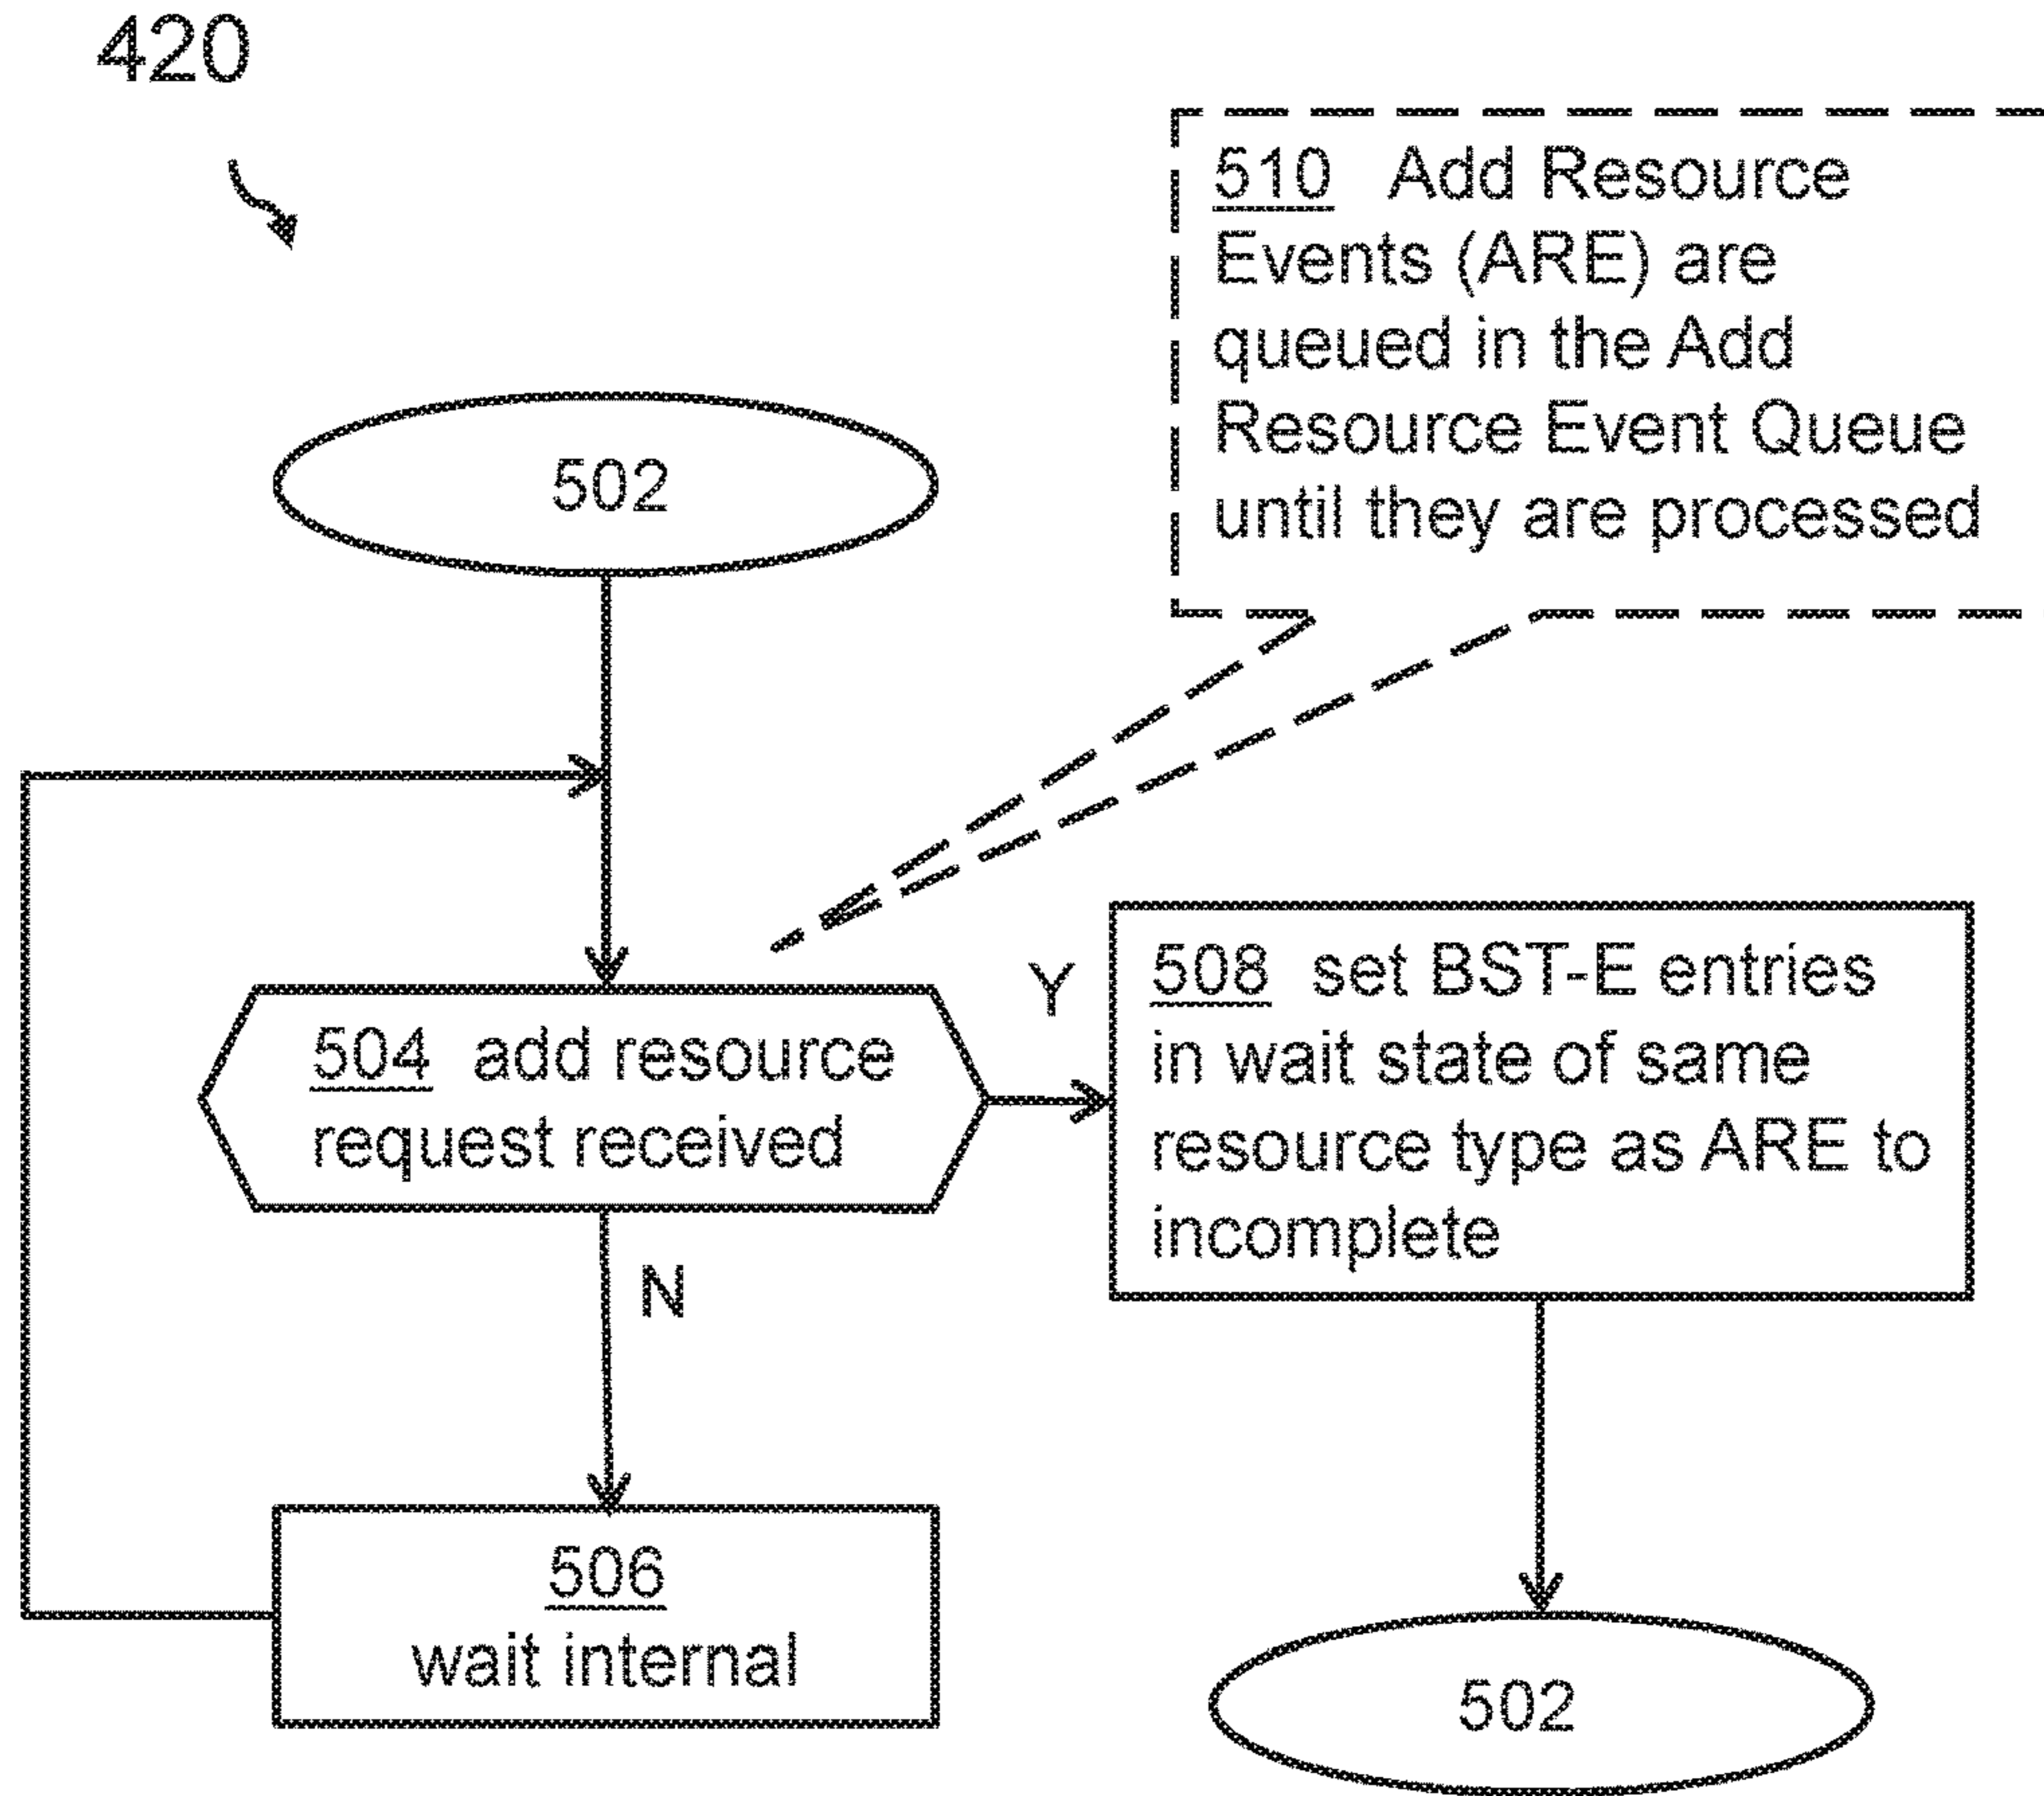 420
510 Add Resource
Events (ARE) are
queued in the Add
Resource Event Queue
until they are processed
502
504 add resource
request received
Y
508 set BST-E entries
in wait state of same
resource type as ARE to
incomplete
N
506
wait internal
502